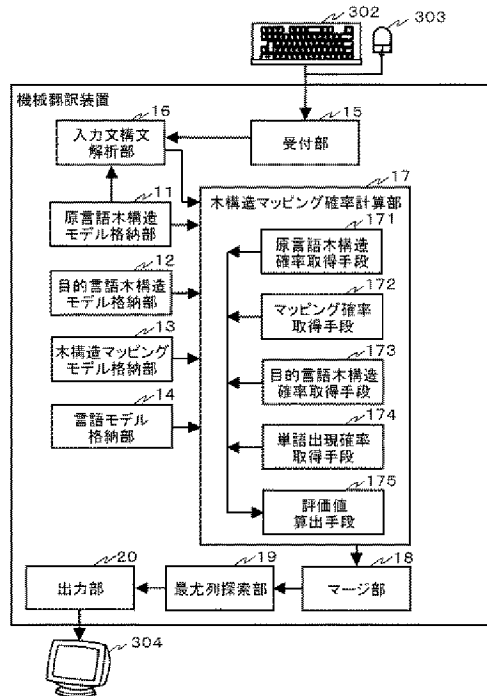 302
303
機械翻訳装置
16
入力文構文
解析部
15
受付部
11
原言語木構造
モデル格納部
12
目的言語木構造
モデル格納部
13
木構造マッピング
モデル格納部
14
言語モデル
格納部
17
木構造マッピング確率計算部
171
原言語木構造
確率取得手段
172
マッピング確率
取得手段
173
目的言語木構造
確率取得手段
174
単語出現確率
取得手段
175
評価値
算出手段
20
出力部
19
最尤列探索部
18
マージ部
304